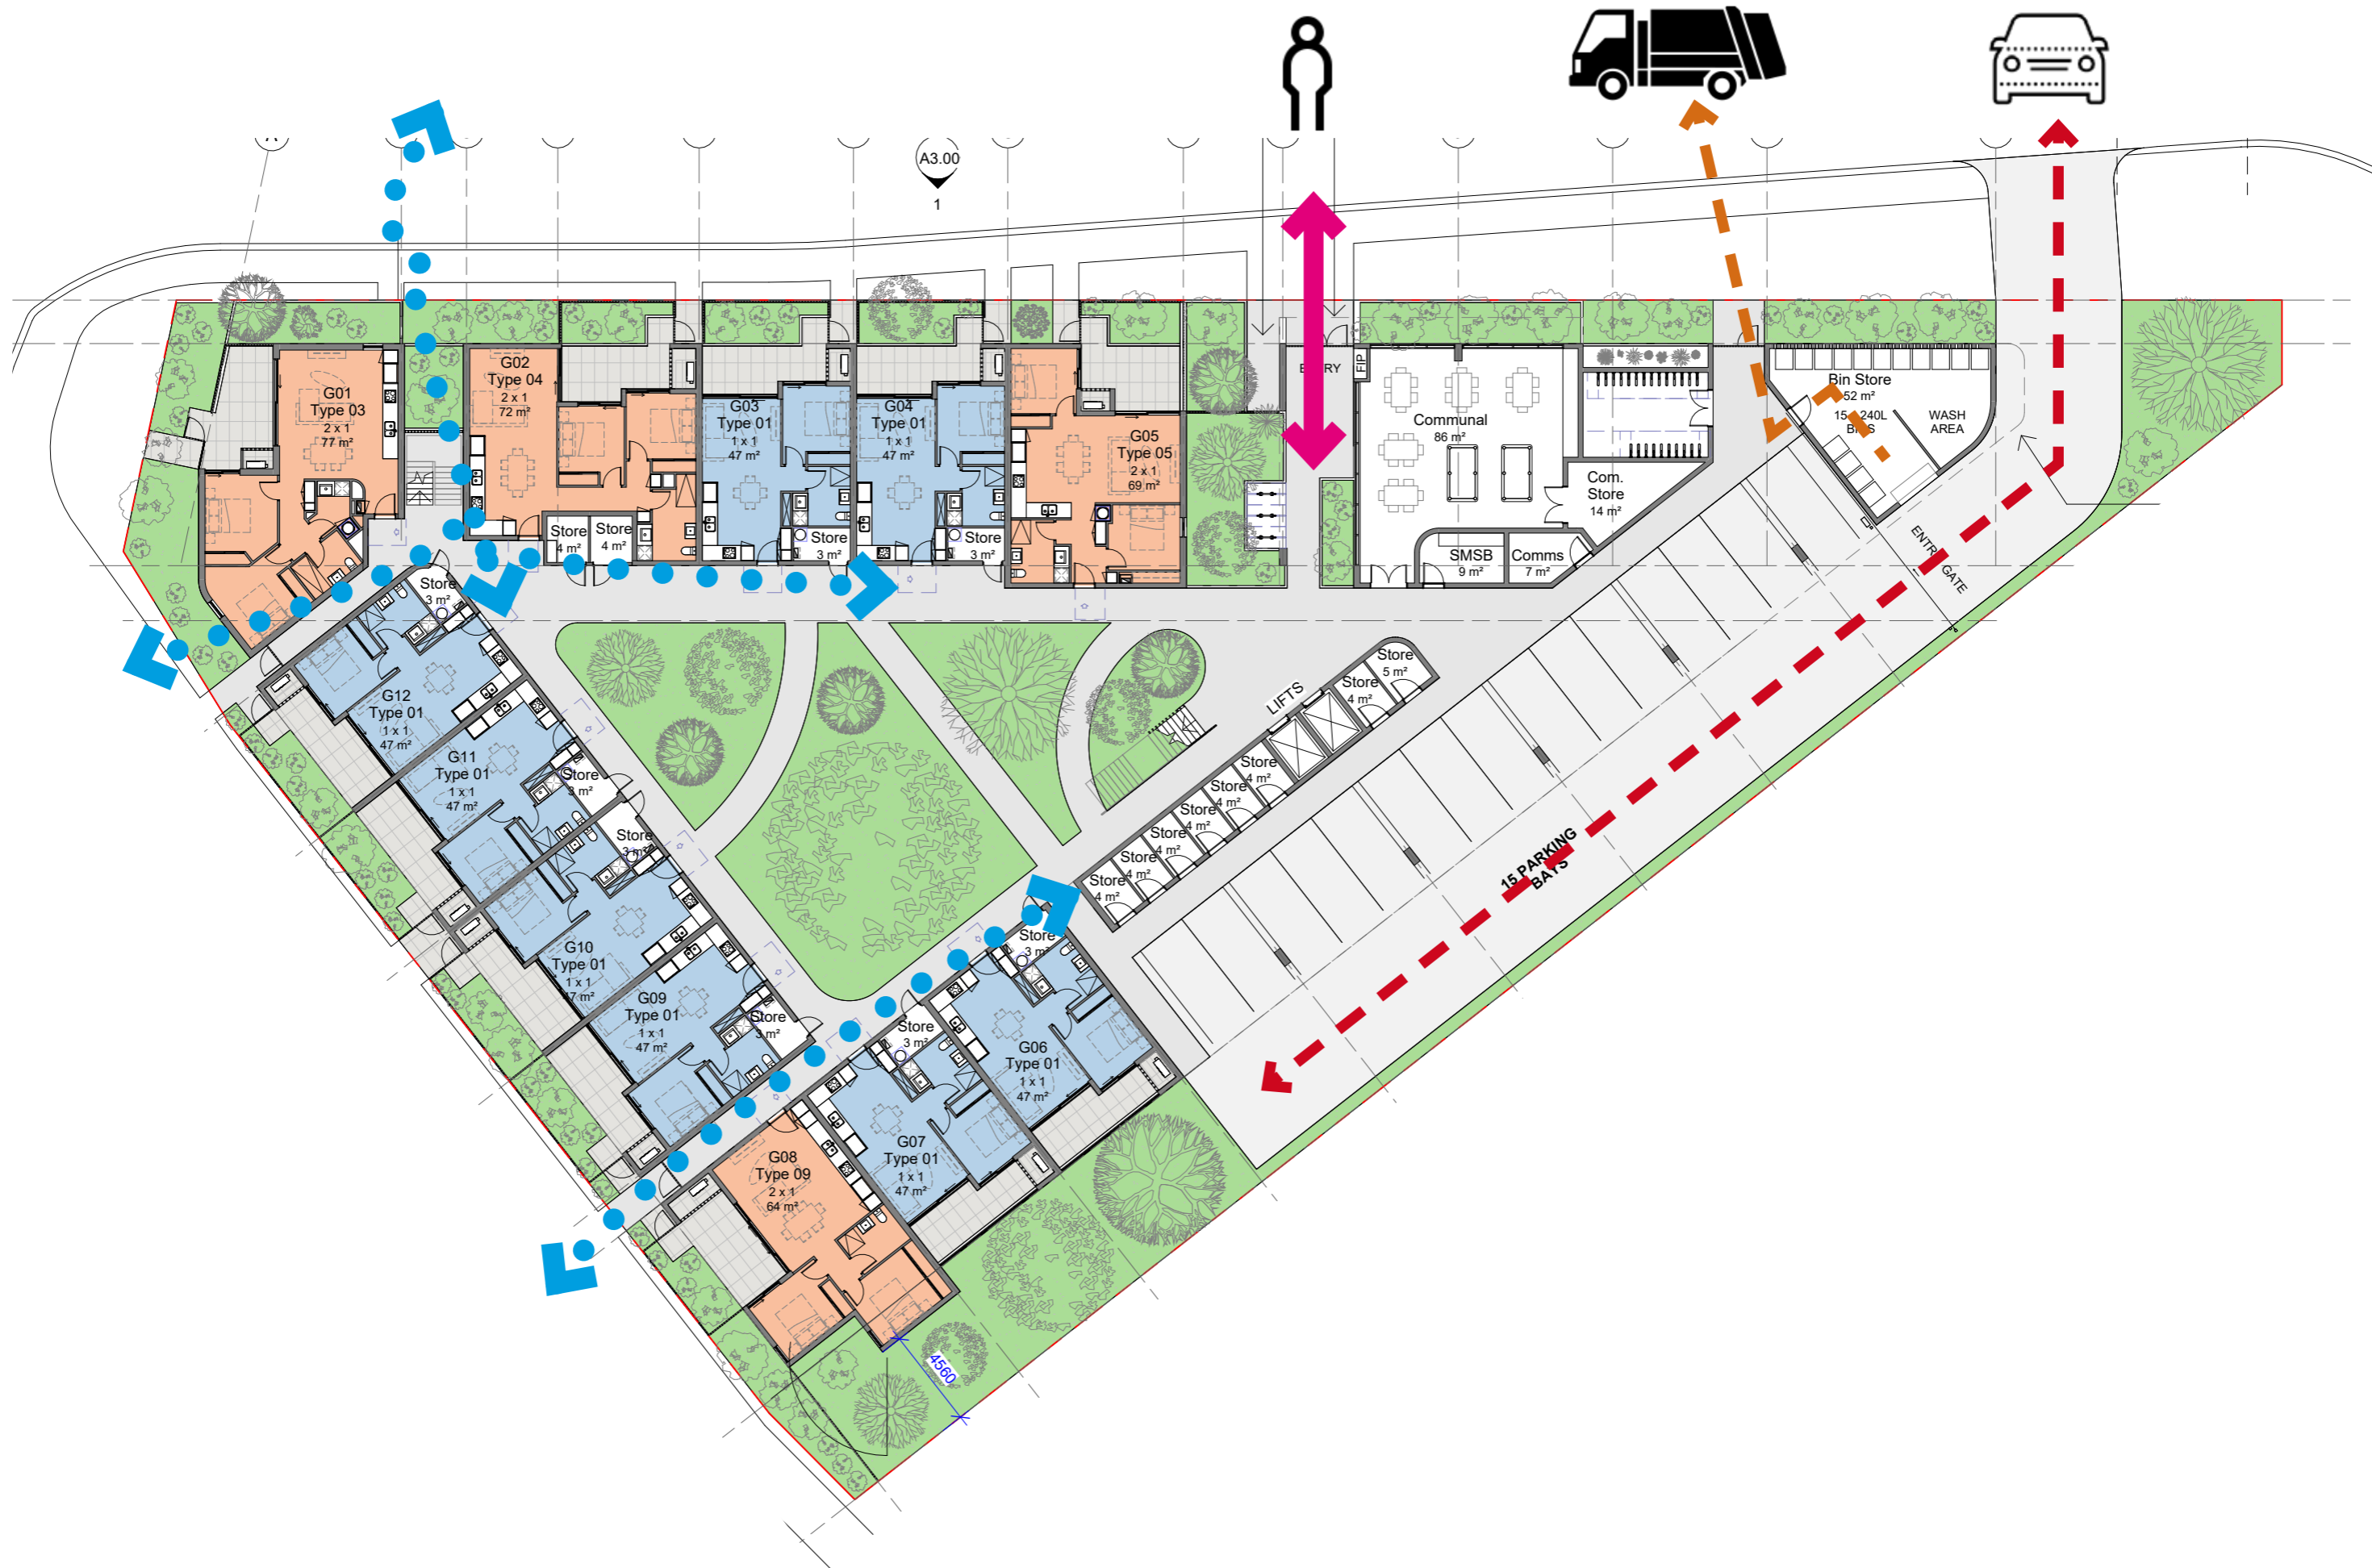 A3.00
1
G01
Type 03
2 x 1
77 m²
G02
Type 04
2 x 1
72 m²
G03
Type 01
1 x 1
47 m²
G04
Type 01
1 x 1
47 m²
G05
Type 05
2 x 1
69 m²
FIP
Communal
86 m²
Bin Store
52 m²
WASH
AREA
Com.
Store
14 m²
SMSB
9 m²
Comms
7 m²
Store
4 m²
Store
4 m²
Store
3 m²
Store
3 m²
Store
3 m²
LIFTS
Store
5 m²
Store
4 m²
Store
4 m²
Store
4 m²
Store
4 m²
Store
4 m²
Store
4 m²
Store
4 m²
G12
Type 01
1 x 1
47 m²
G11
Type 01
1 x 1
47 m²
Store
3 m²
Store
3 m²
G10
Type 01
1 x 1
G09
Type 01
1 x 1
47 m²
Store
3 m²
Store
3 m²
Store
3 m²
G06
Type 01
1 x 1
47 m²
G07
Type 01
1 x 1
47 m²
G08
Type 09
2 x 1
64 m²
15 PARKING
BAYS
GATE
4560